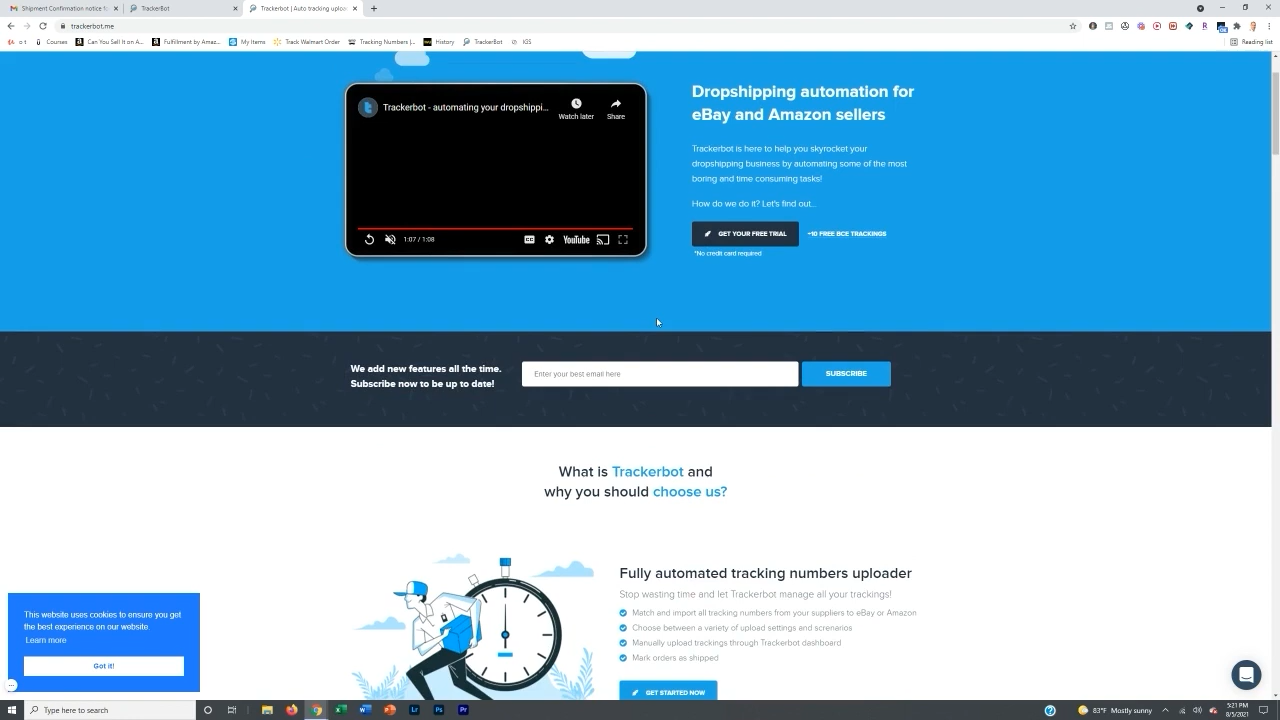 Shipment Confirmation notice fo
TrackerBot
Trackerbot | Auto tracking uploa
trackerbot.me
o t
Courses
Can You Sell It on A...
Fulfillment by Amaz...
My Items
Track Walmart Order
Tracking Numbers |...
History
TrackerBot
IGS
Reading list
Trackerbot - automating your dropshippi...
Watch later
Share
1:07 / 1:08
CC
YouTube
Dropshipping automation for
eBay and Amazon sellers
Trackerbot is here to help you skyrocket your
dropshipping business by automating some of the most
boring and time consuming tasks!
How do we do it? Let's find out...
GET YOUR FREE TRIAL
+10 FREE BCE TRACKINGS
*No credit card required
We add new features all the time.
Subscribe now to be up to date!
Enter your best email here
SUBSCRIBE
What is Trackerbot and
why you should choose us?
Fully automated tracking numbers uploader
Stop wasting time and let Trackerbot manage all your trackings!
Match and import all tracking numbers from your suppliers to eBay or Amazon
Choose between a variety of upload settings and screnarios
Manually upload trackings through Trackerbot dashboard
Mark orders as shipped
GET STARTED NOW
This website uses cookies to ensure you get
the best experience on our website.
Learn more
Got it!
Type here to search
Lr
Ps
Pr
83°F Mostly sunny
5:21 PM
8/5/2021